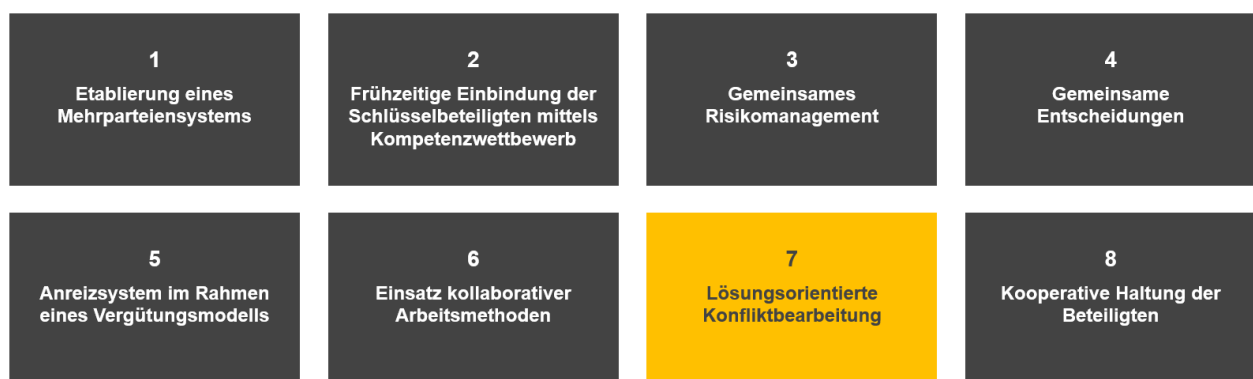 1
Etablierung eines
Mehrparteiensystems
2
Frühzeitige Einbindung der
Schlüsselbeteiligten mittels
Kompetenzwettbewerb
3
Gemeinsames
Risikomanagement
4
Gemeinsame
Entscheidungen
5
Anreizsystem im Rahmen
eines Vergütungsmodells
6
Einsatz kollaborativer
Arbeitsmethoden
7
Lösungsorientierte
Konfliktbearbeitung
8
Kooperative Haltung der
Beteiligten